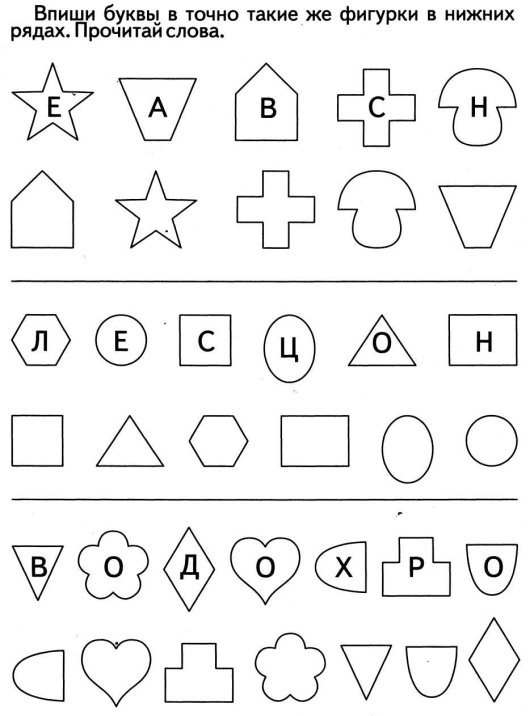 Впиши буквы в точно такие же фигурки в нижних
рядах. Прочитай слова.
Е А В С Н
Л Е С Ц О Н
В О Д О Х Р О